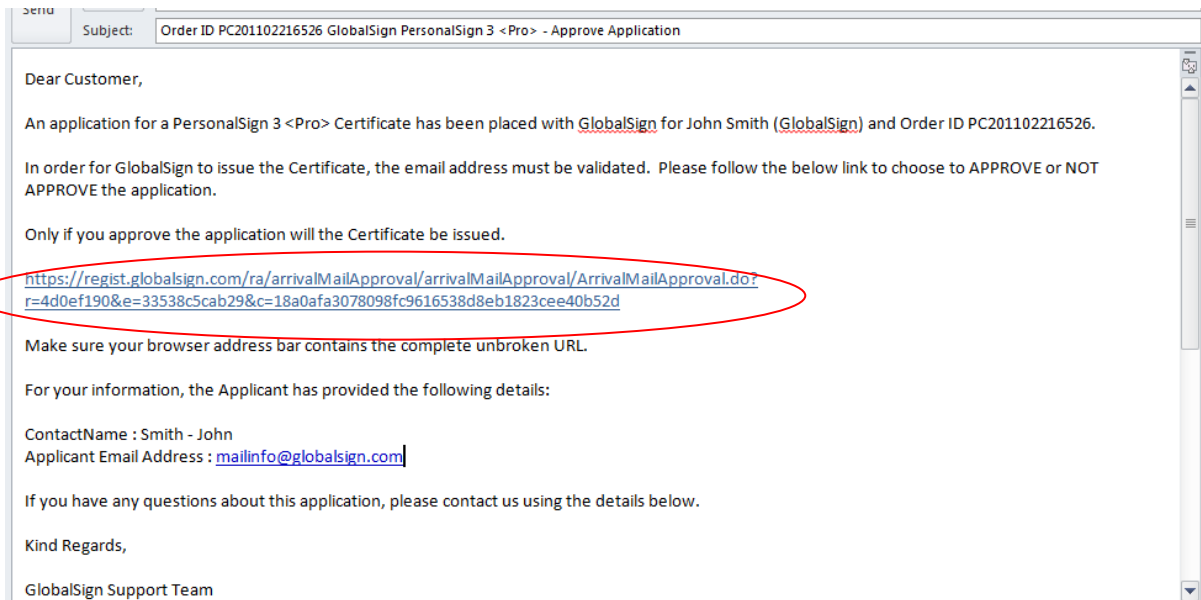 Send
Subject: Order ID PC201102216526 GlobalSign PersonalSign 3 <Pro> - Approve Application
Dear Customer,
An application for a PersonalSign 3 <Pro> Certificate has been placed with GlobalSign for John Smith (GlobalSign) and Order ID PC201102216526.
In order for GlobalSign to issue the Certificate, the email address must be validated.  Please follow the below link to choose to APPROVE or NOT
APPROVE the application.
Only if you approve the application will the Certificate be issued.
https://regist.globalsign.com/ra/arrivalMailApproval/arrivalMailApproval/ArrivalMailApproval.do?
r=4d0ef190&e=33538c5cab29&c=18a0afa3078098fc9616538d8eb1823cee40b52d
Make sure your browser address bar contains the complete unbroken URL.
For your information, the Applicant has provided the following details:
ContactName : Smith - John
Applicant Email Address : mailinfo@globalsign.com
If you have any questions about this application, please contact us using the details below.
Kind Regards,
GlobalSign Support Team